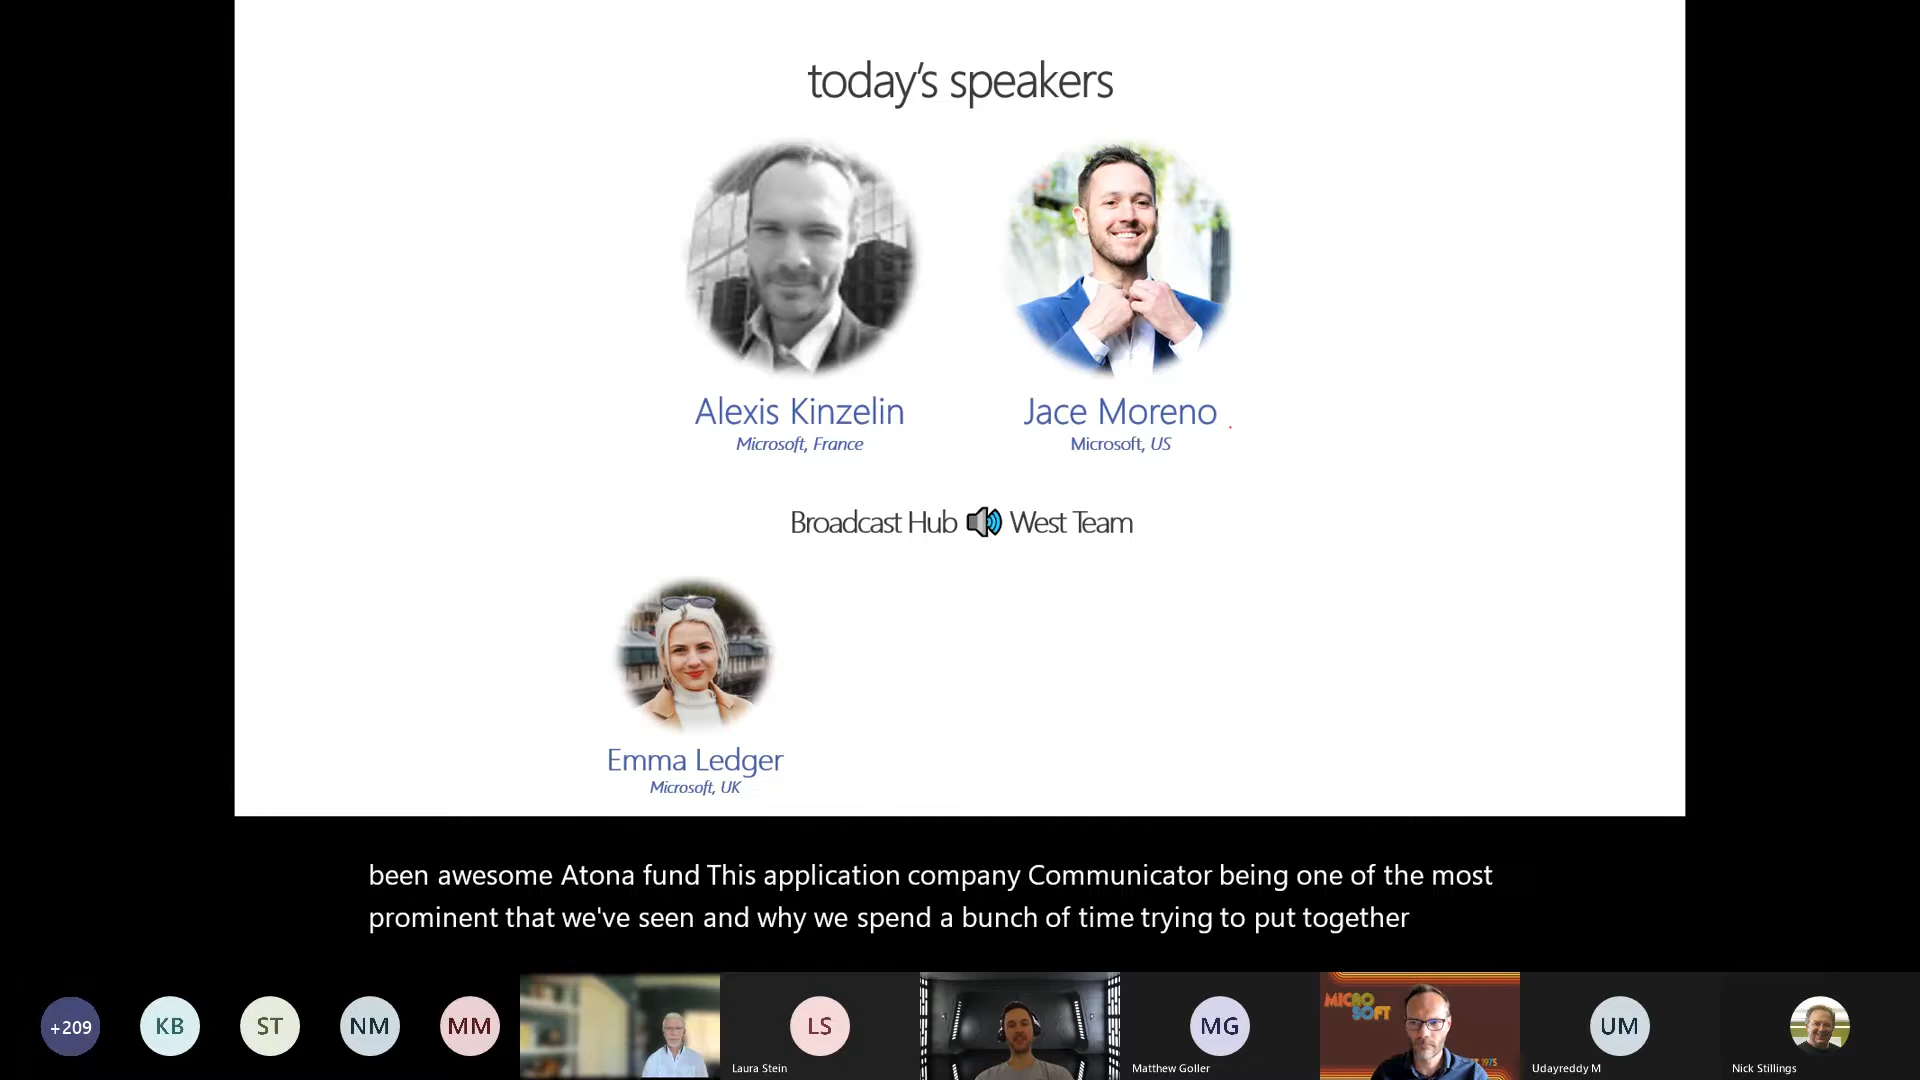 today's speakers
Alexis Kinzelin
Jace Moreno
Microsoft, France
Microsoft, US
Broadcast Hub
West Team
Emma Ledger
Microsoft, UK
been awesome Atona fund This application company Communicator being one of the most
prominent that we've seen and why we spend a bunch of time trying to put together
+209
KB
ST
NM
MM
LS
Laura Stein
MG
Matthew Goller
MICRO
SOFT
1975
UM
Udayreddy M
Nick Stillings